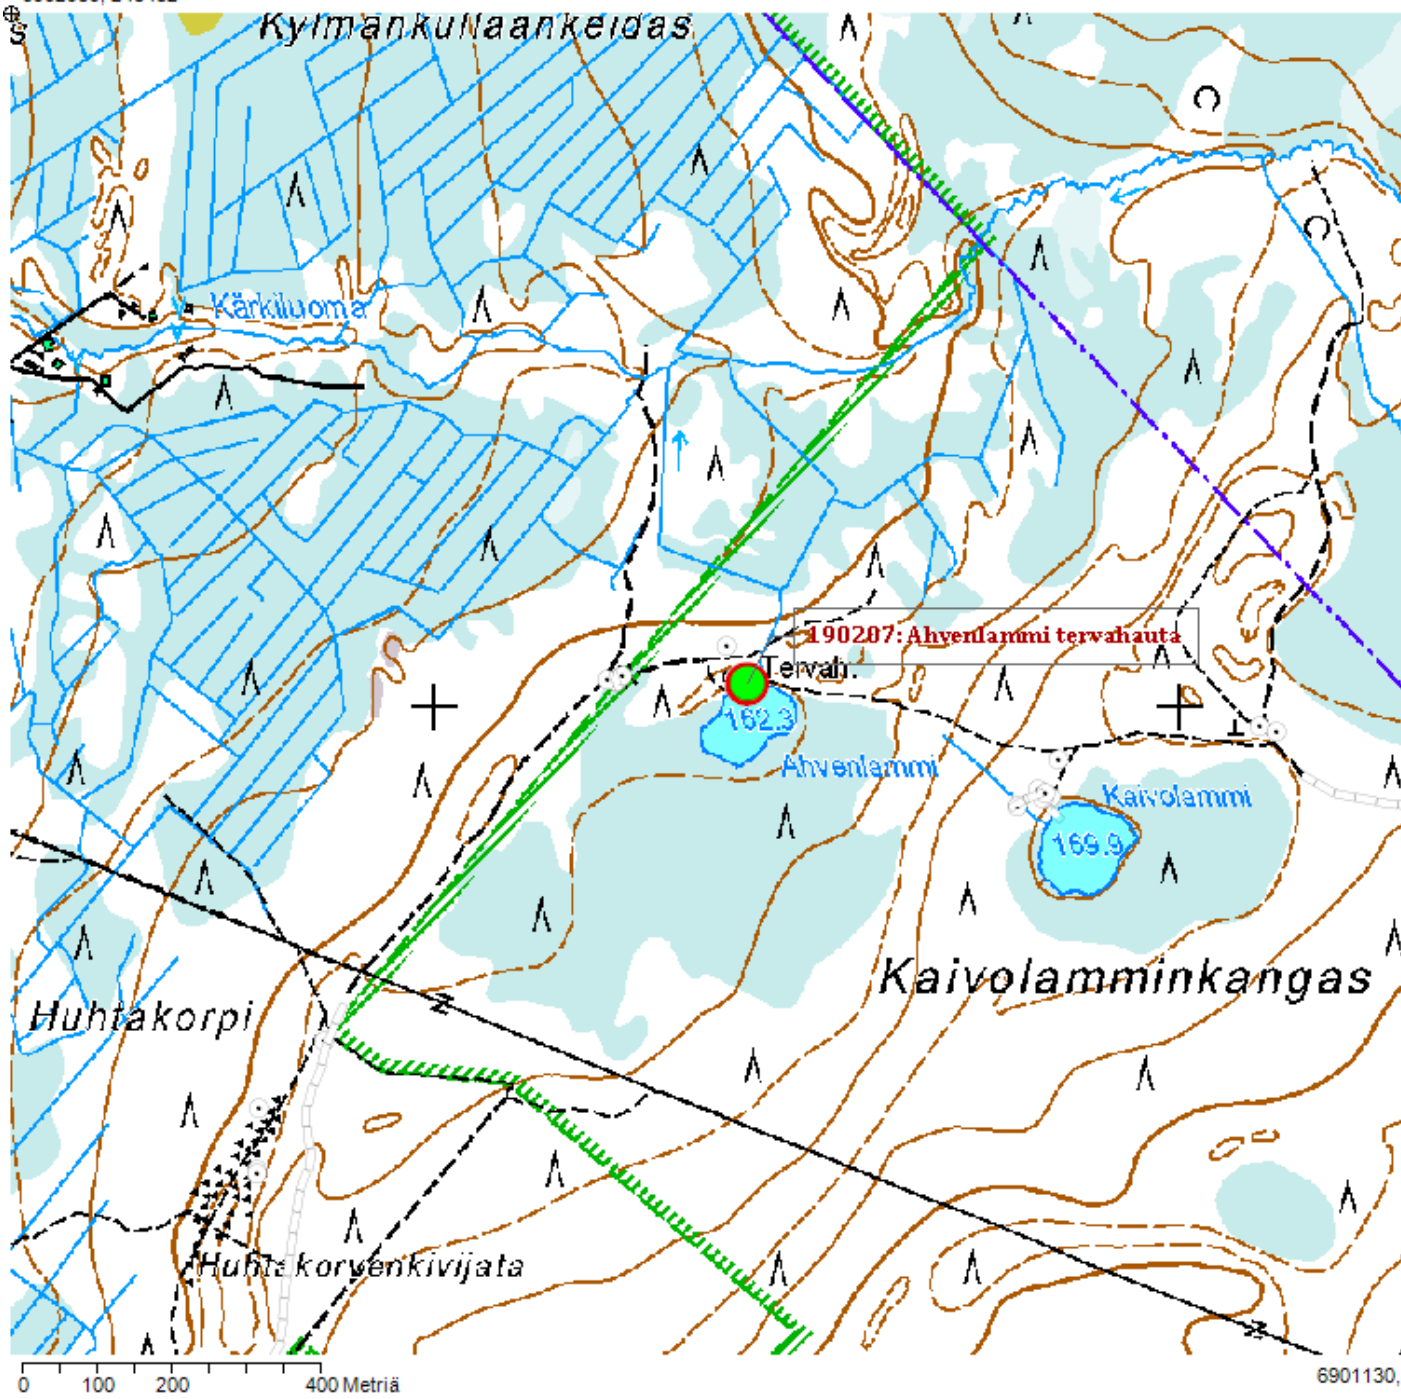 Kylmänkullaankeidas
Kärkiluoma
190207: Ahvenlammi tervahauta
Tervah.
162.3
Ahvenlammi
Kaivolammi
169.9
Kaivolamminkangas
Huhtakorpi
Huhtakorvenkivijata
0 100 200 400 Metriä
6901130,